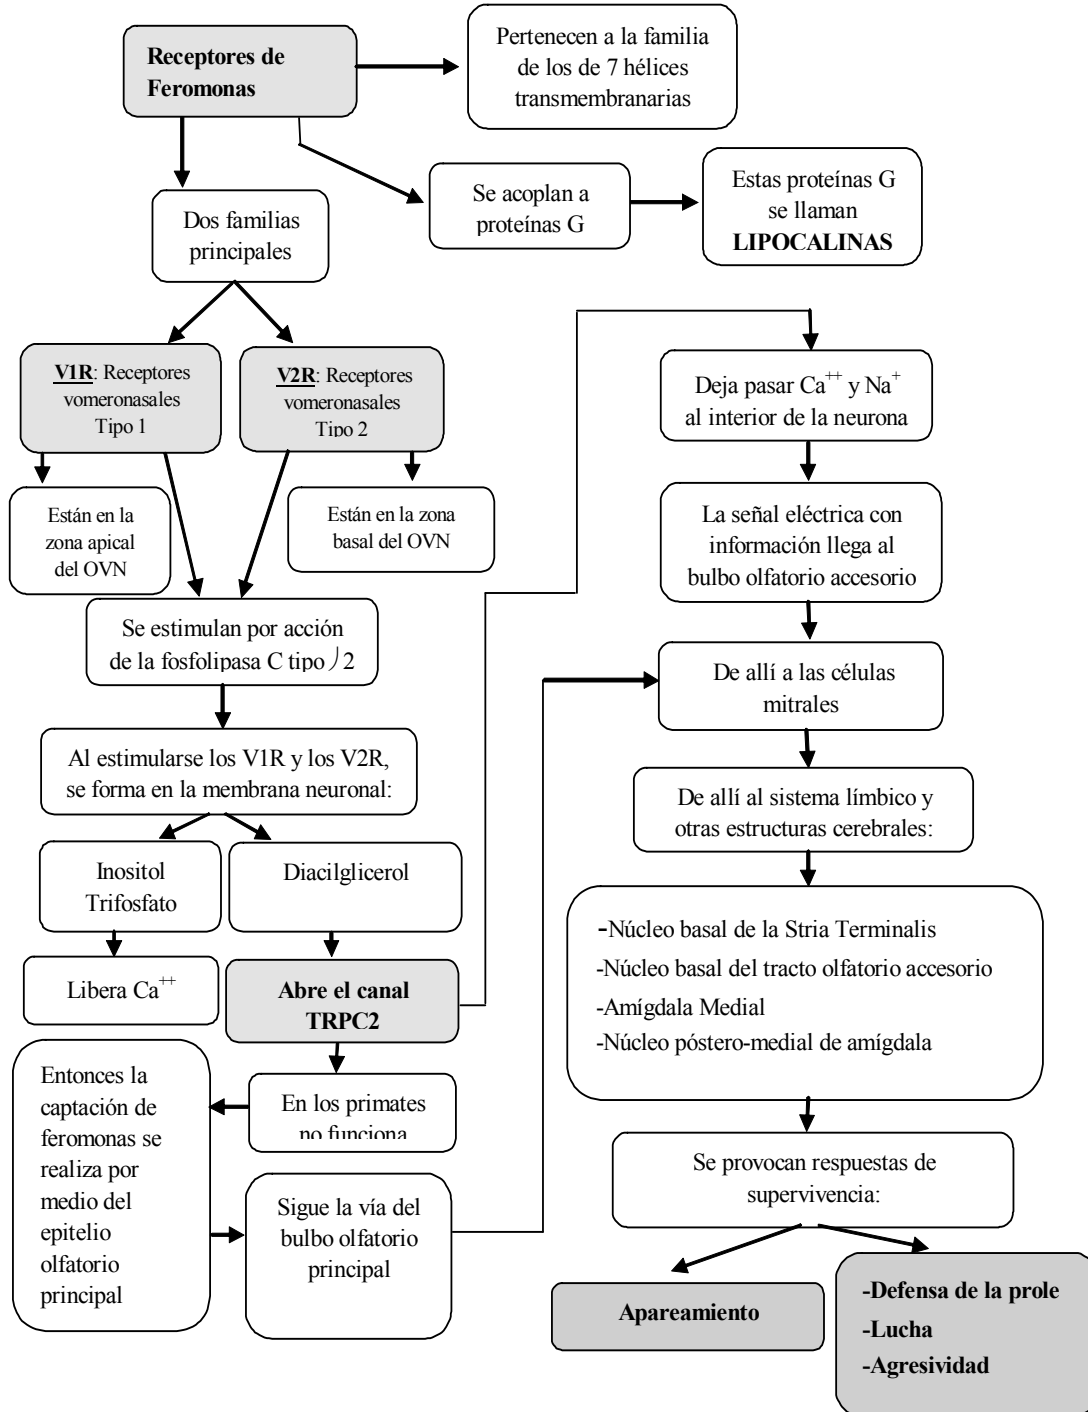 Receptores de
Feromonas
Pertenecen a la familia
de los de 7 hélices
transmembranarias
Se acoplan a
proteínas G
Estas proteínas G
se llaman
LIPOCALINAS
Dos familias
principales
V1R: Receptores
vomeronasales
Tipo 1
V2R: Receptores
vomeronasales
Tipo 2
Están en la
zona apical
del OVN
Están en la zona
basal del OVN
Se estimulan por acción
de la fosfolipasa C tipo 2
Al estimularse los V1R y los V2R,
se forma en la membrana neuronal:
Inositol
Trifosfato
Diacilglicerol
Libera Ca++
Abre el canal
TRPC2
En los primates
no funciona
Entonces la
captación de
feromonas se
realiza por
medio del
epitelio
olfatorio
principal
Sigue la vía del
bulbo olfatorio
principal
Deja pasar Ca++ y Na+
al interior de la neurona
La señal eléctrica con
información llega al
bulbo olfatorio accesorio
De allí a las células
mitrales
De allí al sistema límbico y
otras estructuras cerebrales:
-Núcleo basal de la Stria Terminalis
-Núcleo basal del tracto olfatorio accesorio
-Amígdala Medial
-Núcleo póstero-medial de amígdala
Se provocan respuestas de
supervivencia:
Apareamiento
-Defensa de la prole
-Lucha
-Agresividad